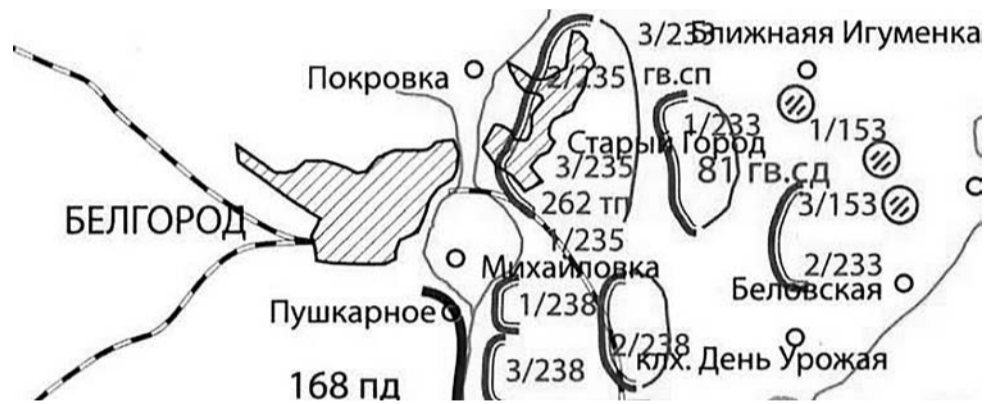 3/233
Ближнаяя Игуменка
Покровка
2/235
гв.сп
1/233
1/153
Старый Город
3/235
81 гв.сд
БЕЛГОРОД
262 тп
3/153
1/235
Михайловка
2/233
Беловская
Пушкарное
1/238
2/238
клх. День Урожая
3/238
168 пд